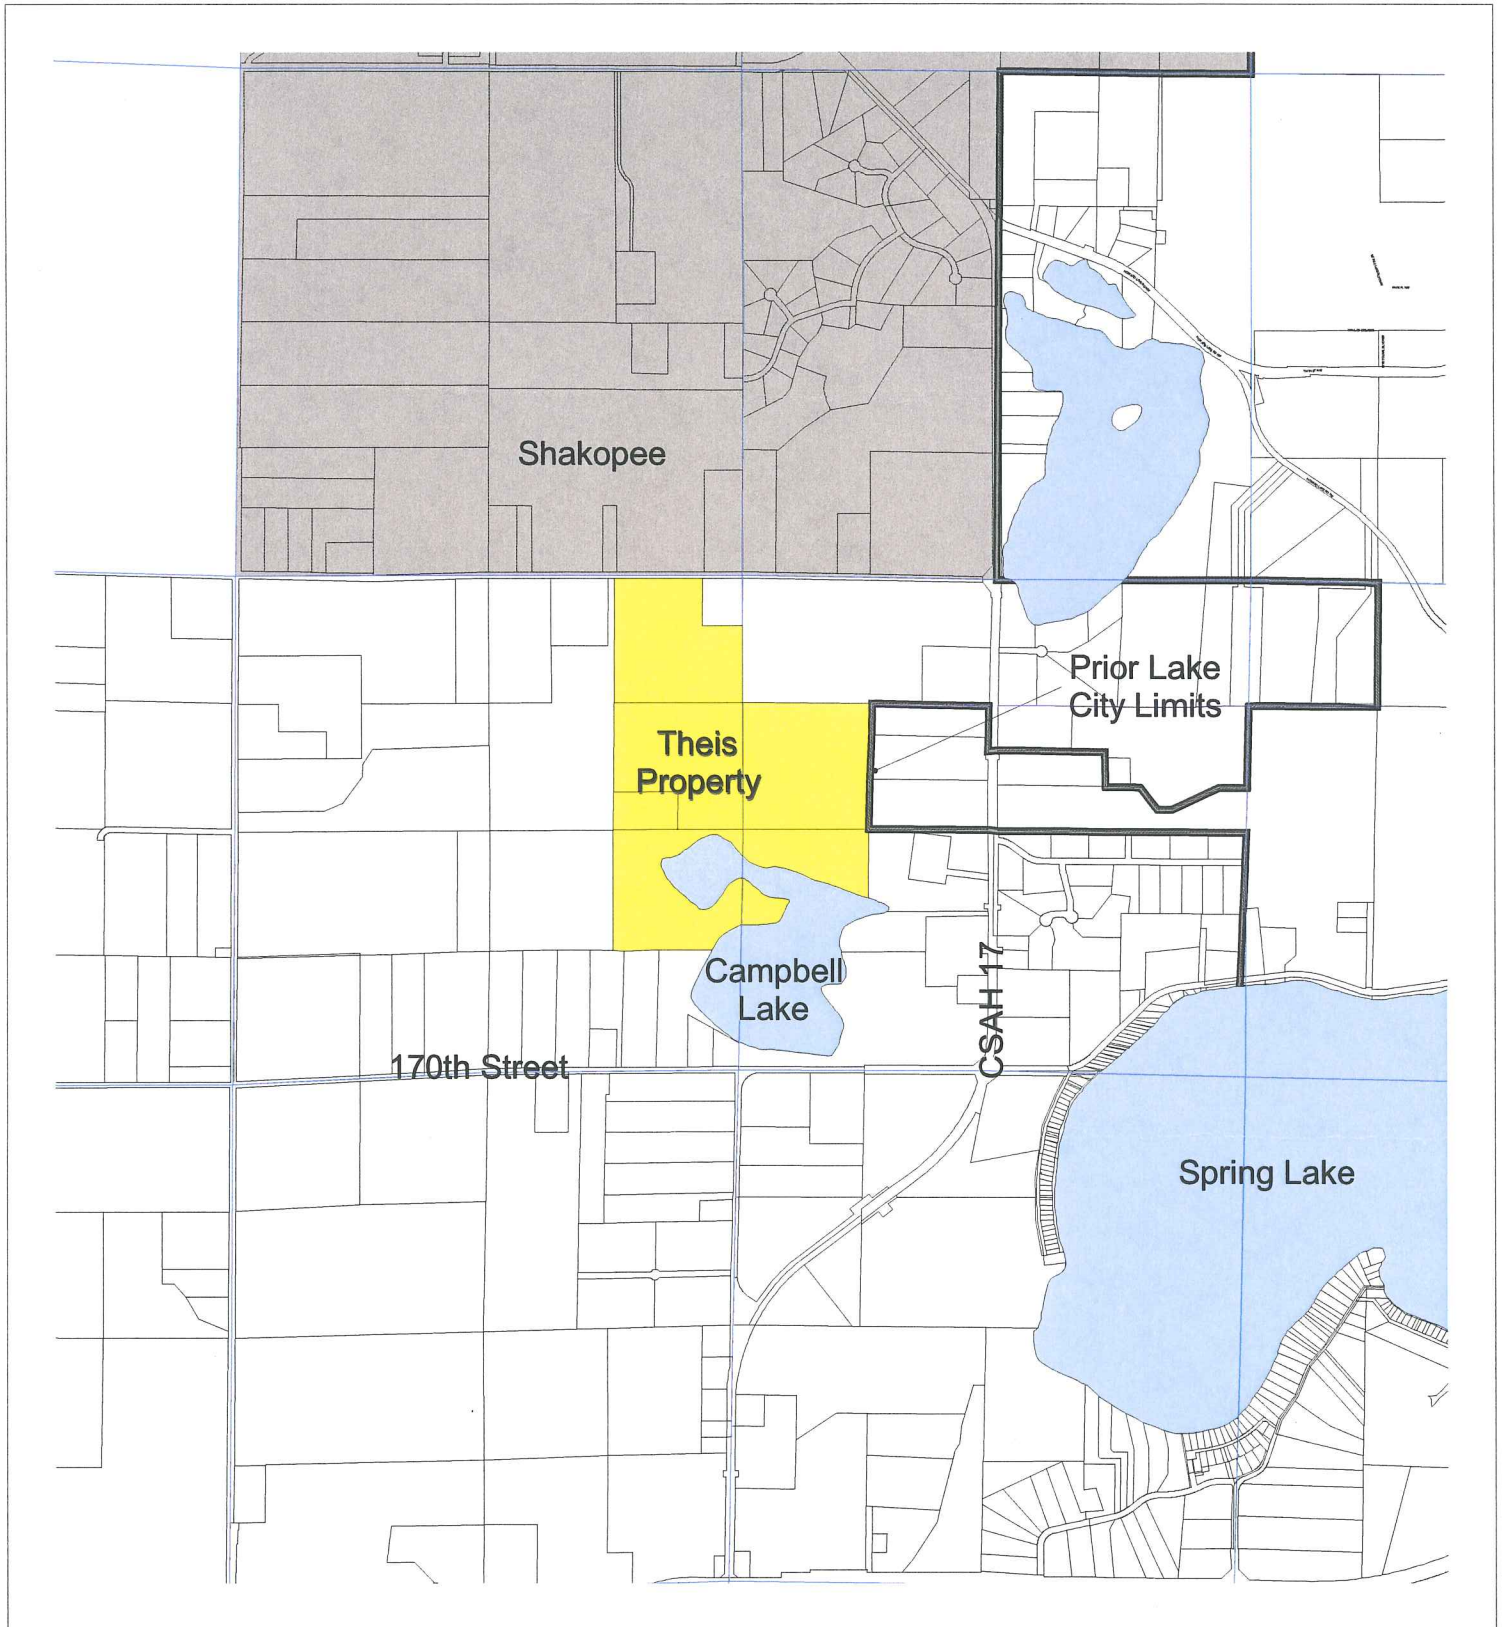 Shakopee
Prior Lake
City Limits
Theis
Property
Campbell
Lake
CSAH 17
170th Street
Spring Lake